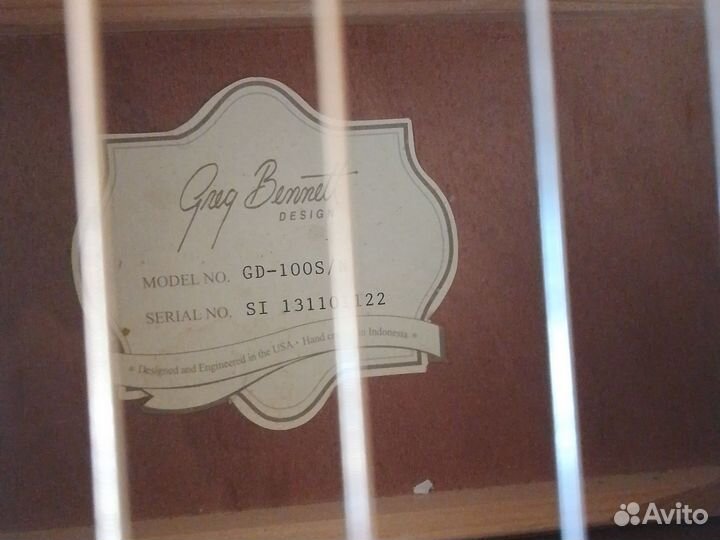 Greg Bennett
DESIGN
MODEL NO. GD-100S/
SERIAL NO. SI 131101122
* Designed and Engineered in the USA • Hand in Indonesia *
Avito